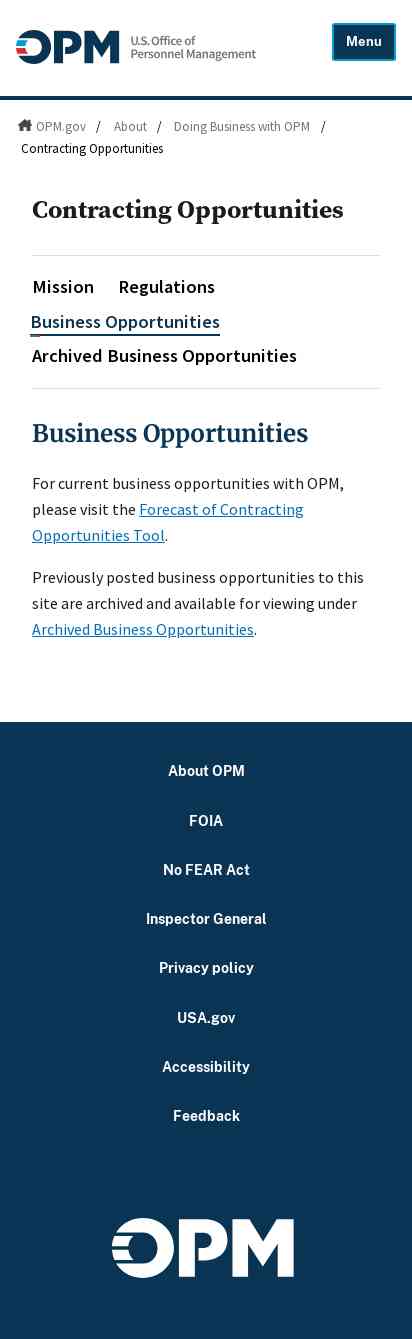 OPM U.S. Office of
Personnel Management
Menu
OPM.gov / About / Doing Business with OPM /
Contracting Opportunities
Contracting Opportunities
Mission Regulations
Business Opportunities
Archived Business Opportunities
Business Opportunities
For current business opportunities with OPM,
please visit the Forecast of Contracting
Opportunities Tool.
Previously posted business opportunities to this
site are archived and available for viewing under
Archived Business Opportunities.
About OPM
FOIA
No FEAR Act
Inspector General
Privacy policy
USA.gov
Accessibility
Feedback
OPM